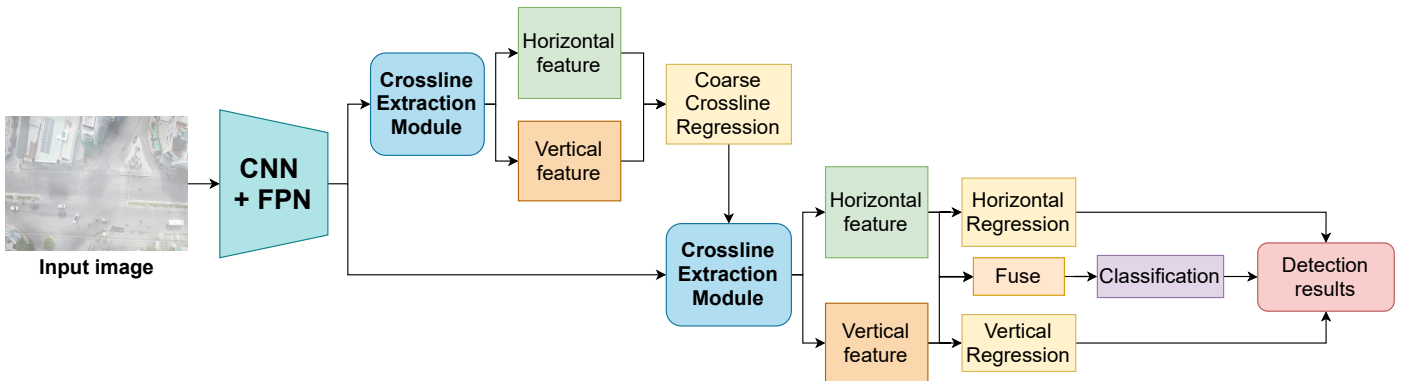 Input image
CNN
+ FPN
Crossline
Extraction
Module
Horizontal
feature
Vertical
feature
Coarse
Crossline
Regression
Crossline
Extraction
Module
Horizontal
feature
Vertical
feature
Horizontal
Regression
Fuse
Classification
Vertical
Regression
Detection
results